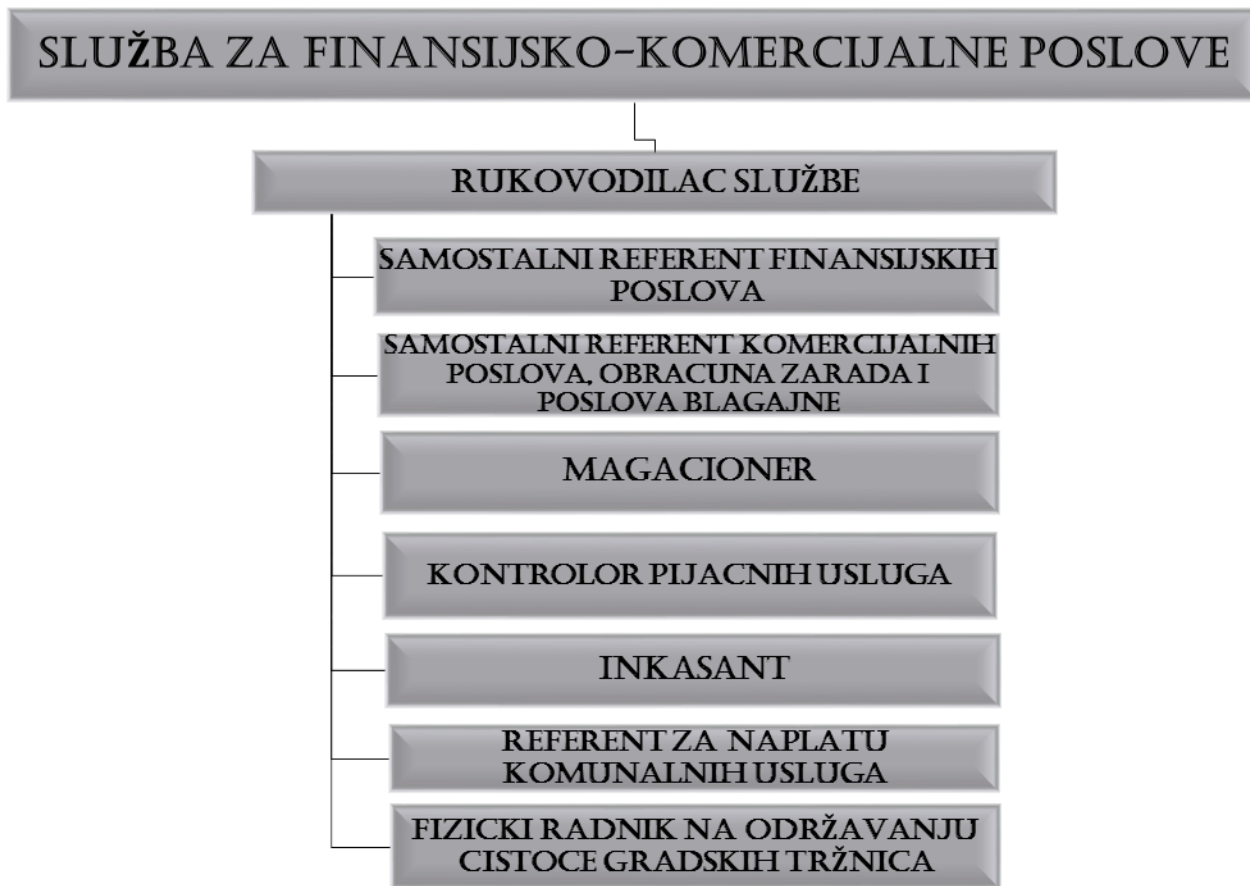 SLUŽBA ZA FINANSIJSKO-KOMERCIJALNE POSLOVE
RUKOVODILAC SLUŽBE
SAMOSTALNI REFERENT FINANSIJSKIH
POSLOVA
SAMOSTALNI REFERENT KOMERCIJALNIH
POSLOVA, OBRACUNA ZARADA I
POSLOVA BLAGAJNE
MAGACIONER
KONTROLOR PIJACNIH USLUGA
INKASANT
REFERENT ZA NAPLATU
KOMUNALNIH USLUGA
FIZICKI RADNIK NA ODRŽAVANJU
CISTOCE GRADSKIH TRŽNICA